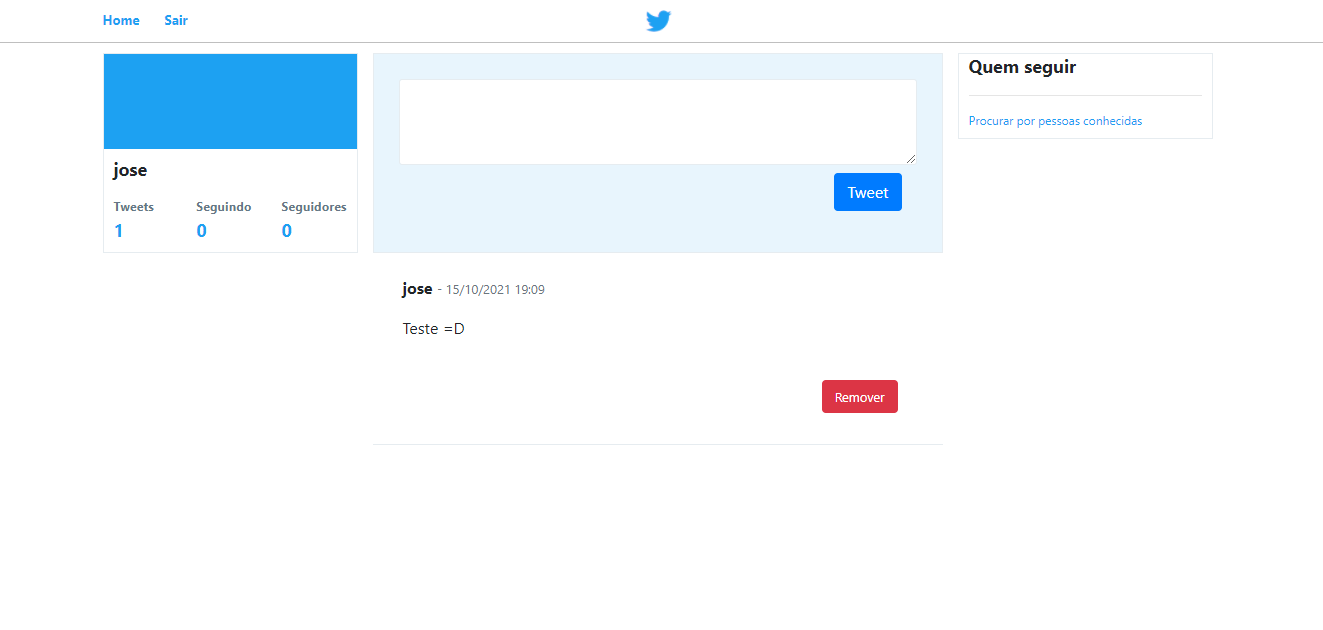 Home Sair
jose
Tweets Seguindo Seguidores
1 0 0
Tweet
jose - 15/10/2021 19:09
Teste =D
Remover
Quem seguir
Procurar por pessoas conhecidas